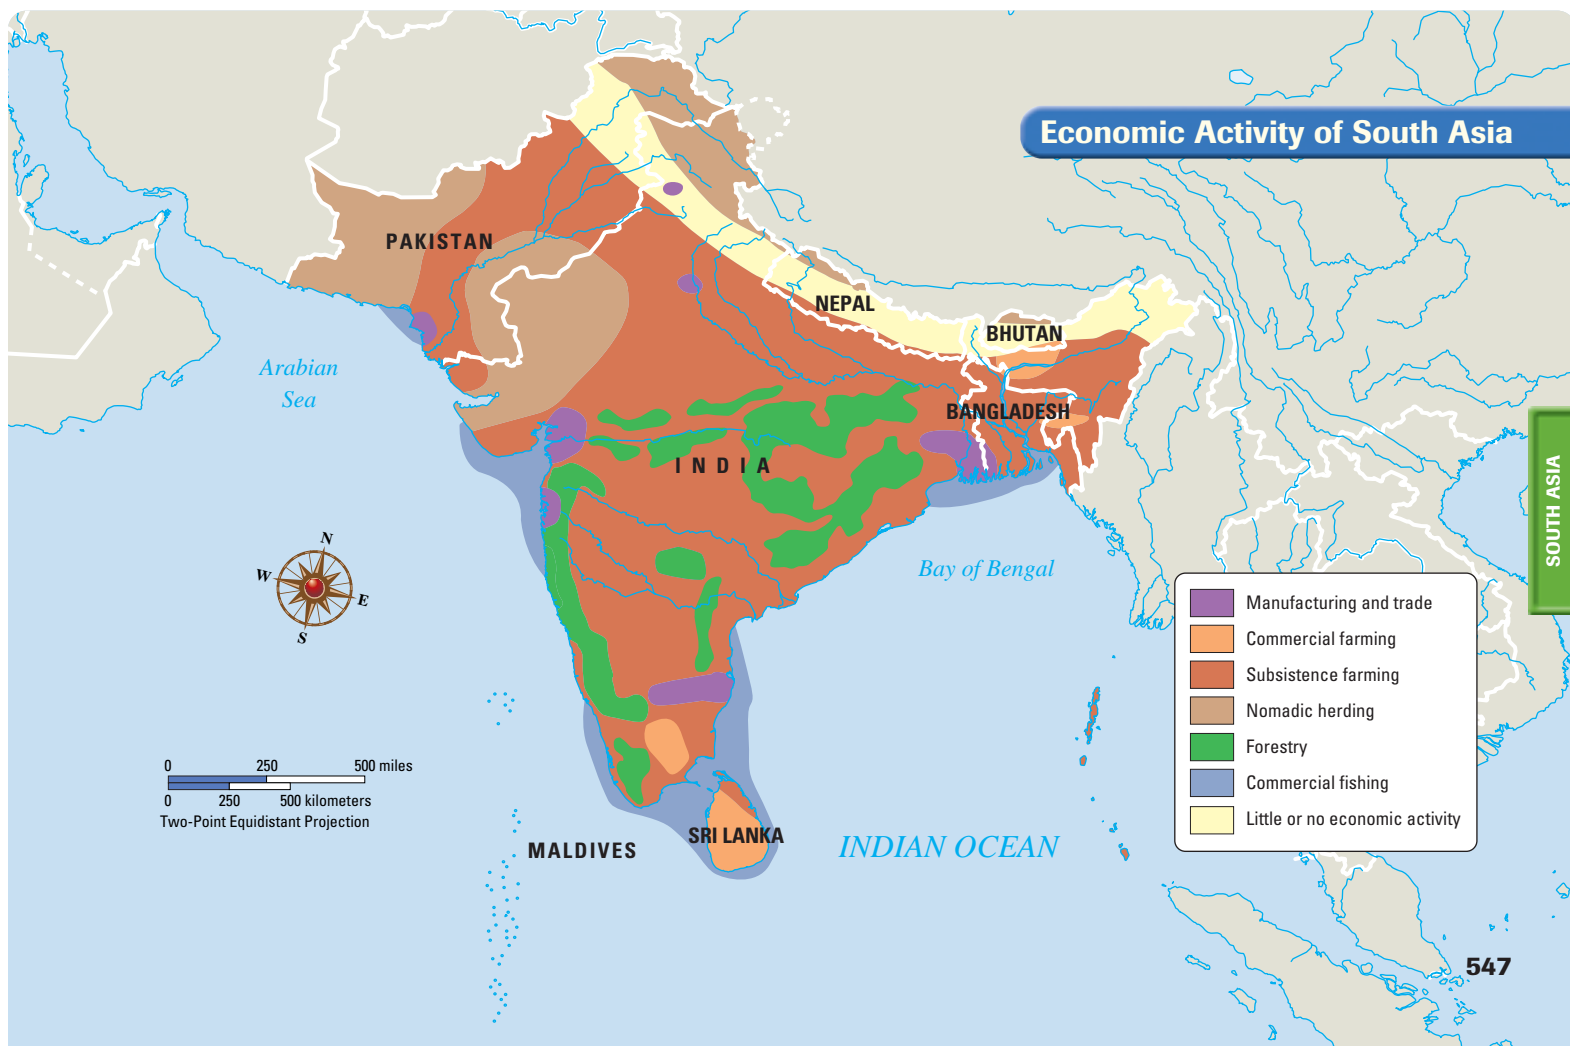 Economic Activity of South Asia
PAKISTAN
NEPAL
BHUTAN
Arabian
Sea
BANGLADESH
INDIA
SOUTH ASIA
N
W
E
S
Bay of Bengal
Manufacturing and trade
Commercial farming
Subsistence farming
Nomadic herding
Forestry
Commercial fishing
Little or no economic activity
0 250 500 miles
0 250 500 kilometers
Two-Point Equidistant Projection
MALDIVES
SRI LANKA
INDIAN OCEAN
547